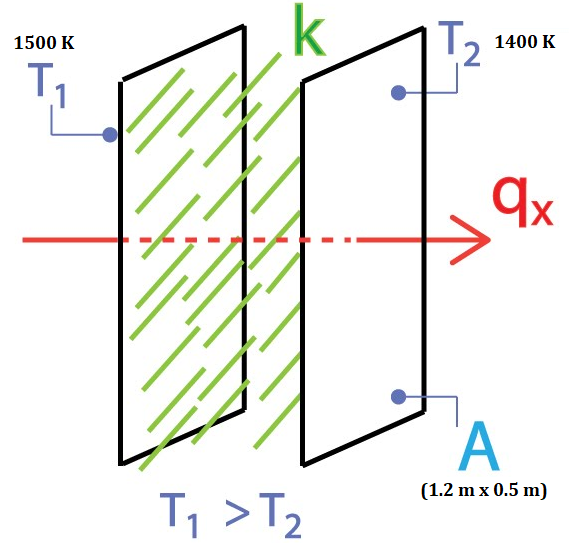 k
1500 K
T1
T2 1400 K
qx
A
(1.2 m x 0.5 m)
T1 > T2